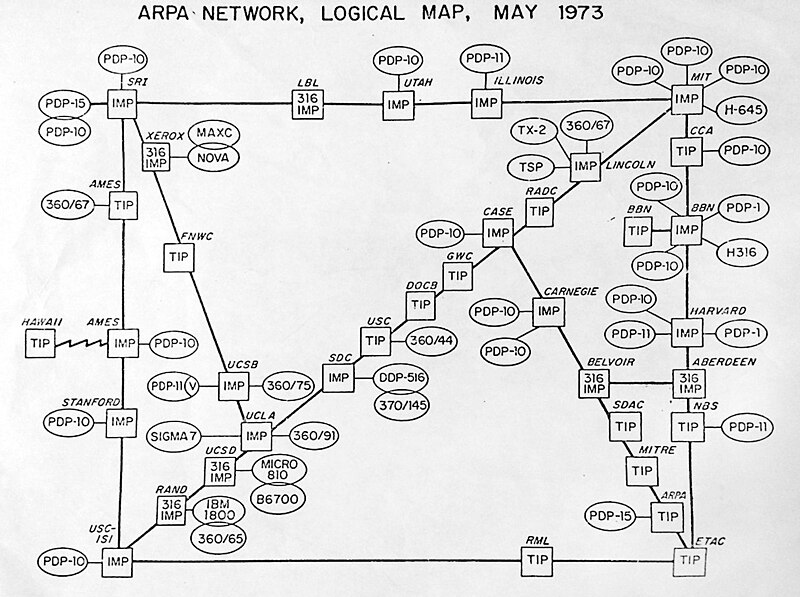 ARPA NETWORK, LOGICAL MAP, MAY 1973
PDP-10
SRI
PDP-15
PDP-10
IMP
LBL
316
IMP
PDP-10
UTAH
IMP
PDP-11
ILLINOIS
IMP
PDP-10
PDP-10
MIT
PDP-10
IMP
H-645
XEROX
316
IMP
MAXC
NOVA
TX-2
360/67
TSP
IMP
LINCOLN
CCA
TIP
PDP-10
AMES
360/67
TIP
RADC
TIP
PDP-10
BBN
TIP
BBN
IMP
PDP-1
PDP-10
H316
CASE
PDP-10
IMP
FNWC
TIP
GWC
TIP
DOCB
TIP
CARNEGIE
PDP-10
IMP
PDP-10
PDP-10
HARVARD
PDP-11
IMP
PDP-1
HAWAII
TIP
AMES
IMP
PDP-10
USC
TIP
360/44
SDC
IMP
DDP-516
370/145
BELVOIR
316
IMP
ABERDEEN
316
IMP
UCSB
PDP-11
V
IMP
360/75
STANFORD
PDP-10
IMP
UCLA
SIGMA 7
IMP
360/91
SDAC
TIP
NBS
TIP
PDP-11
UCSD
316
IMP
MICRO
810
B6700
MITRE
TIP
RAND
316
IMP
IBM
1800
360/65
ARPA
PDP-15
TIP
USC-
ISI
PDP-10
IMP
RML
TIP
ETAC
TIP